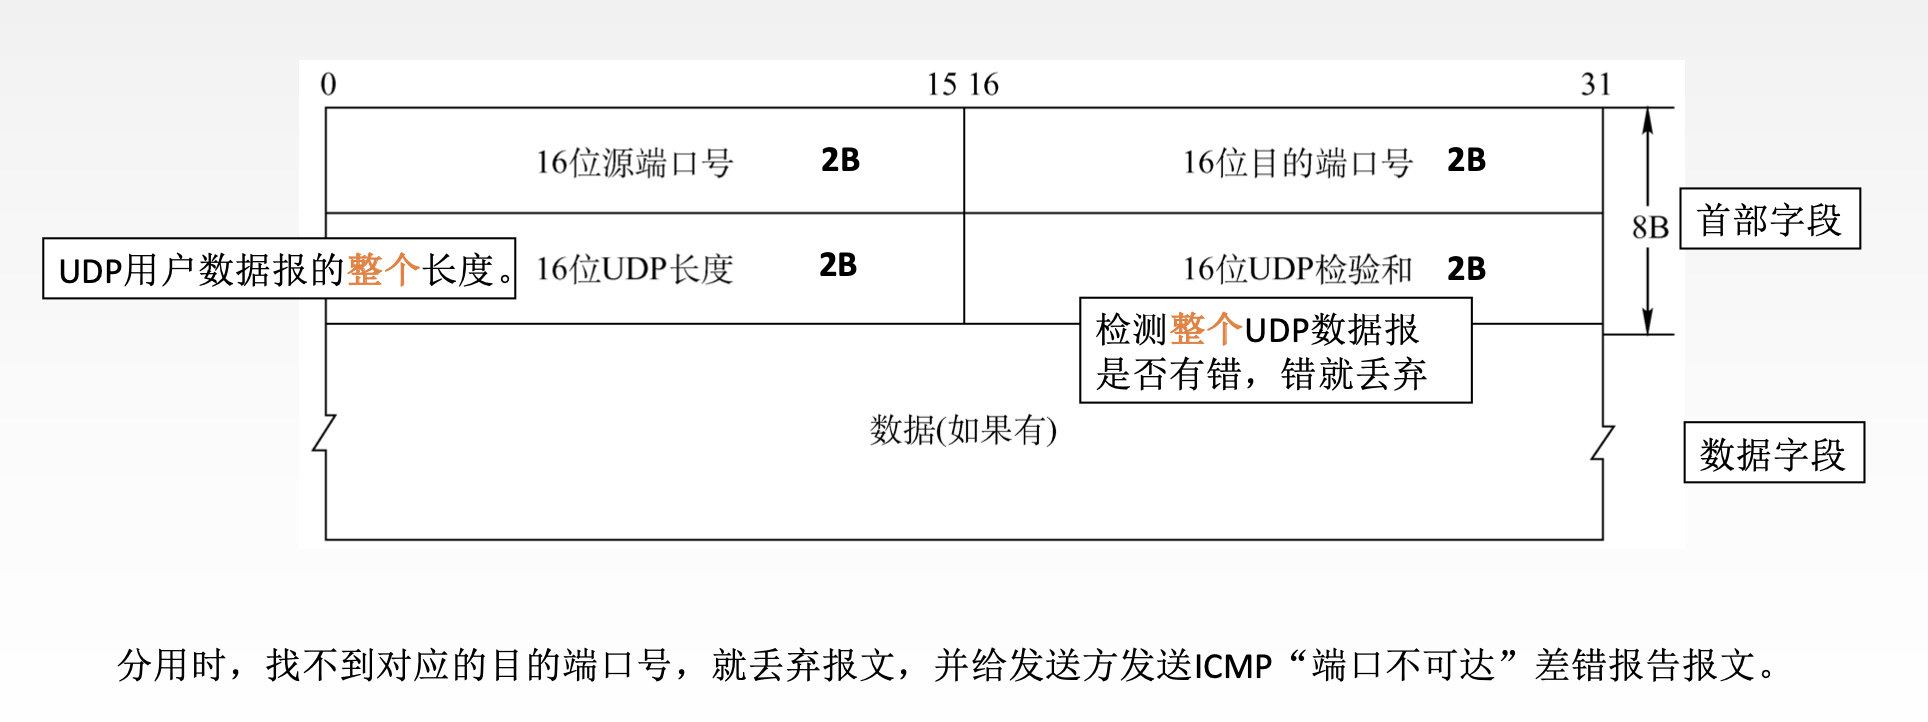 0 15 16 31
16位源端口号 2B 16位目的端口号 2B
首部字段
8B
UDP用户数据报的整个长度。 16位UDP长度 2B 16位UDP检验和 2B
检测整个UDP数据报
是否有错，错就丢弃
数据(如果有)
数据字段
分用时，找不到对应的目的端口号，就丢弃报文，并给发送方发送ICMP“端口不可达”差错报告报文。